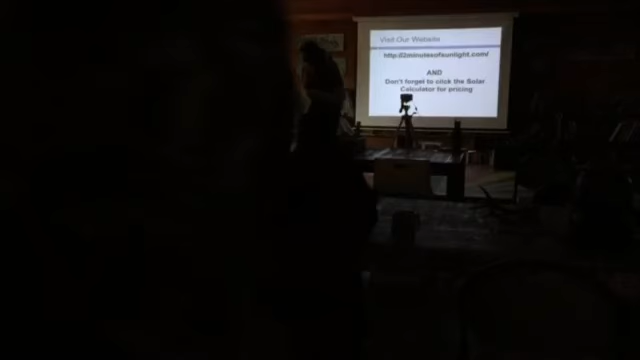 Visit Our Website
http://2minutesofsunlight.com/
AND
Don't forget to click the Solar
Calculator for pricing